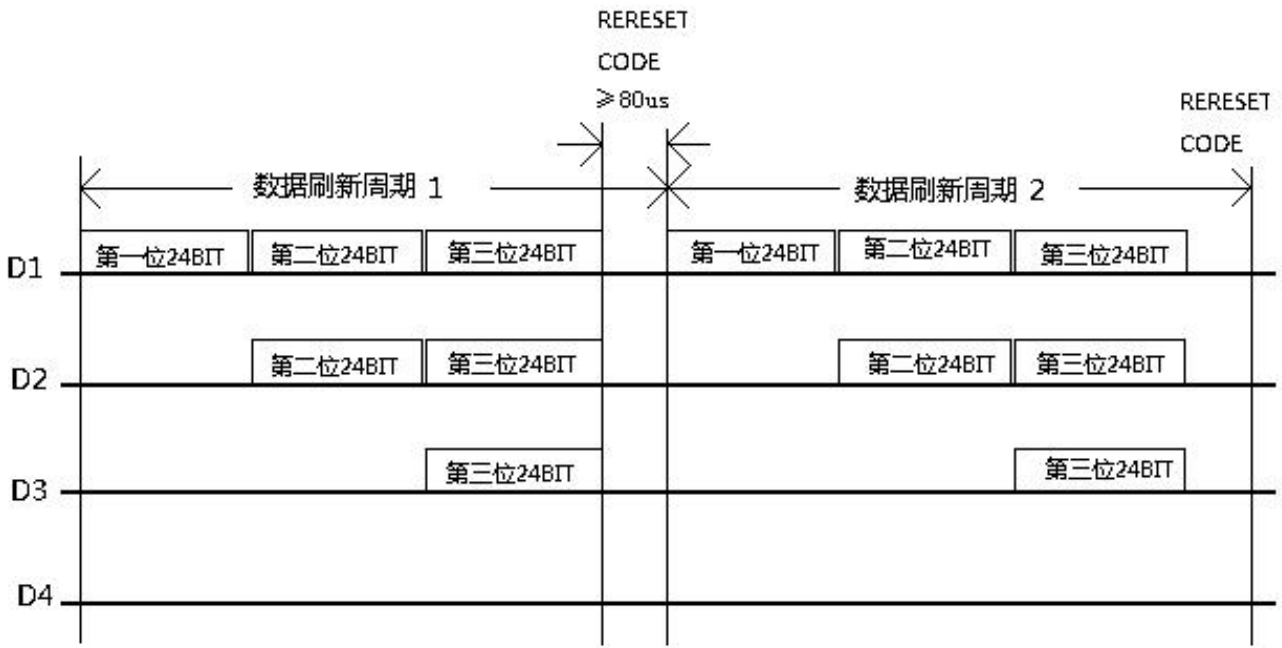 RERESET
CODE
≥80us
RERESET
CODE
数据刷新周期 1
数据刷新周期 2
D1
第一位24BIT
第二位24BIT
第三位24BIT
第一位24BIT
第二位24BIT
第三位24BIT
D2
第二位24BIT
第三位24BIT
第二位24BIT
第三位24BIT
D3
第三位24BIT
第三位24BIT
D4